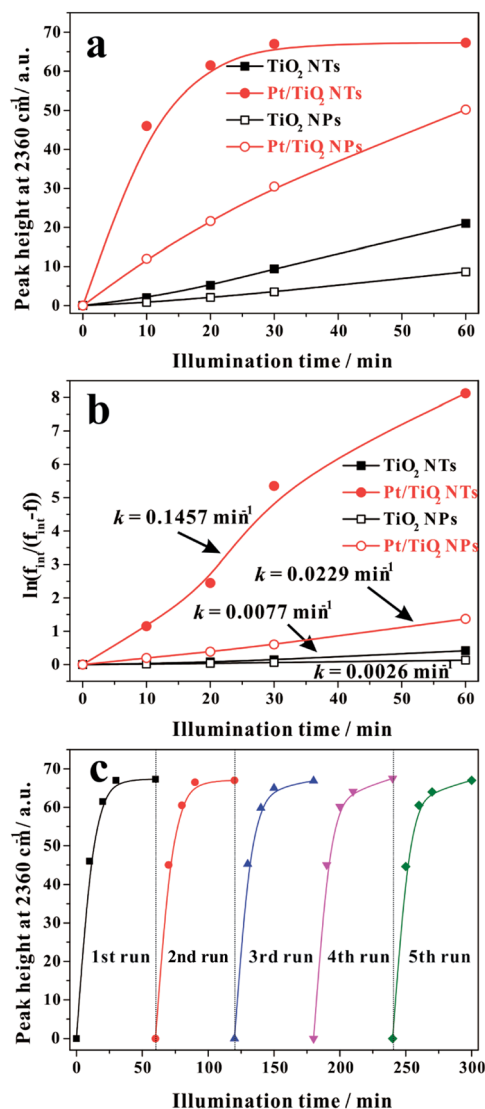 a
Peak height at 2360 cm-1/ a.u.
70
60
50
40
30
20
10
0
TiO2 NTs
Pt/TiO2 NTs
TiO2 NPs
Pt/TiO2 NPs
0 10 20 30 40 50 60
Illumination time / min
b
ln(fint/(fint-f))
8
7
6
5
4
3
2
1
0
TiO2 NTs
Pt/TiO2 NTs
TiO2 NPs
Pt/TiO2 NPs
k = 0.1457 min-1
k = 0.0229 min-1
k = 0.0077 min-1
k = 0.0026 min-1
0 10 20 30 40 50 60
Illumination time / min
c
Peak height at 2360 cm-1/ a.u.
70
60
50
40
30
20
10
0
1st run 2nd run 3rd run 4th run 5th run
0 50 100 150 200 250 300
Illumination time / min